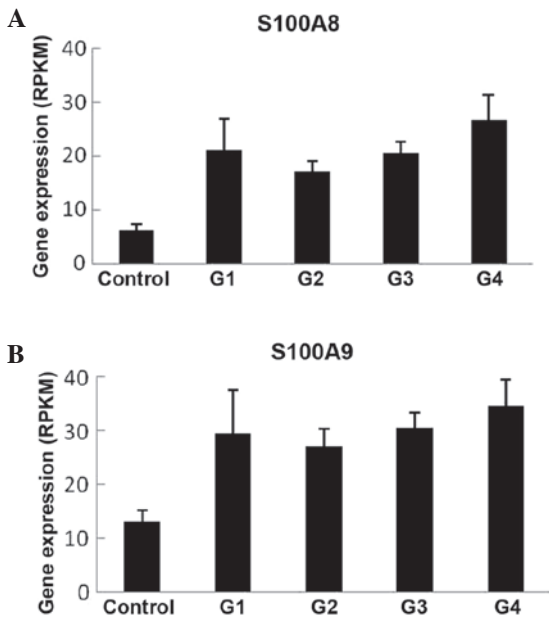 A
S100A8
Gene expression (RPKM)
40
30
20
10
0
Control G1 G2 G3 G4
B
S100A9
Gene expression (RPKM)
40
30
20
10
0
Control G1 G2 G3 G4